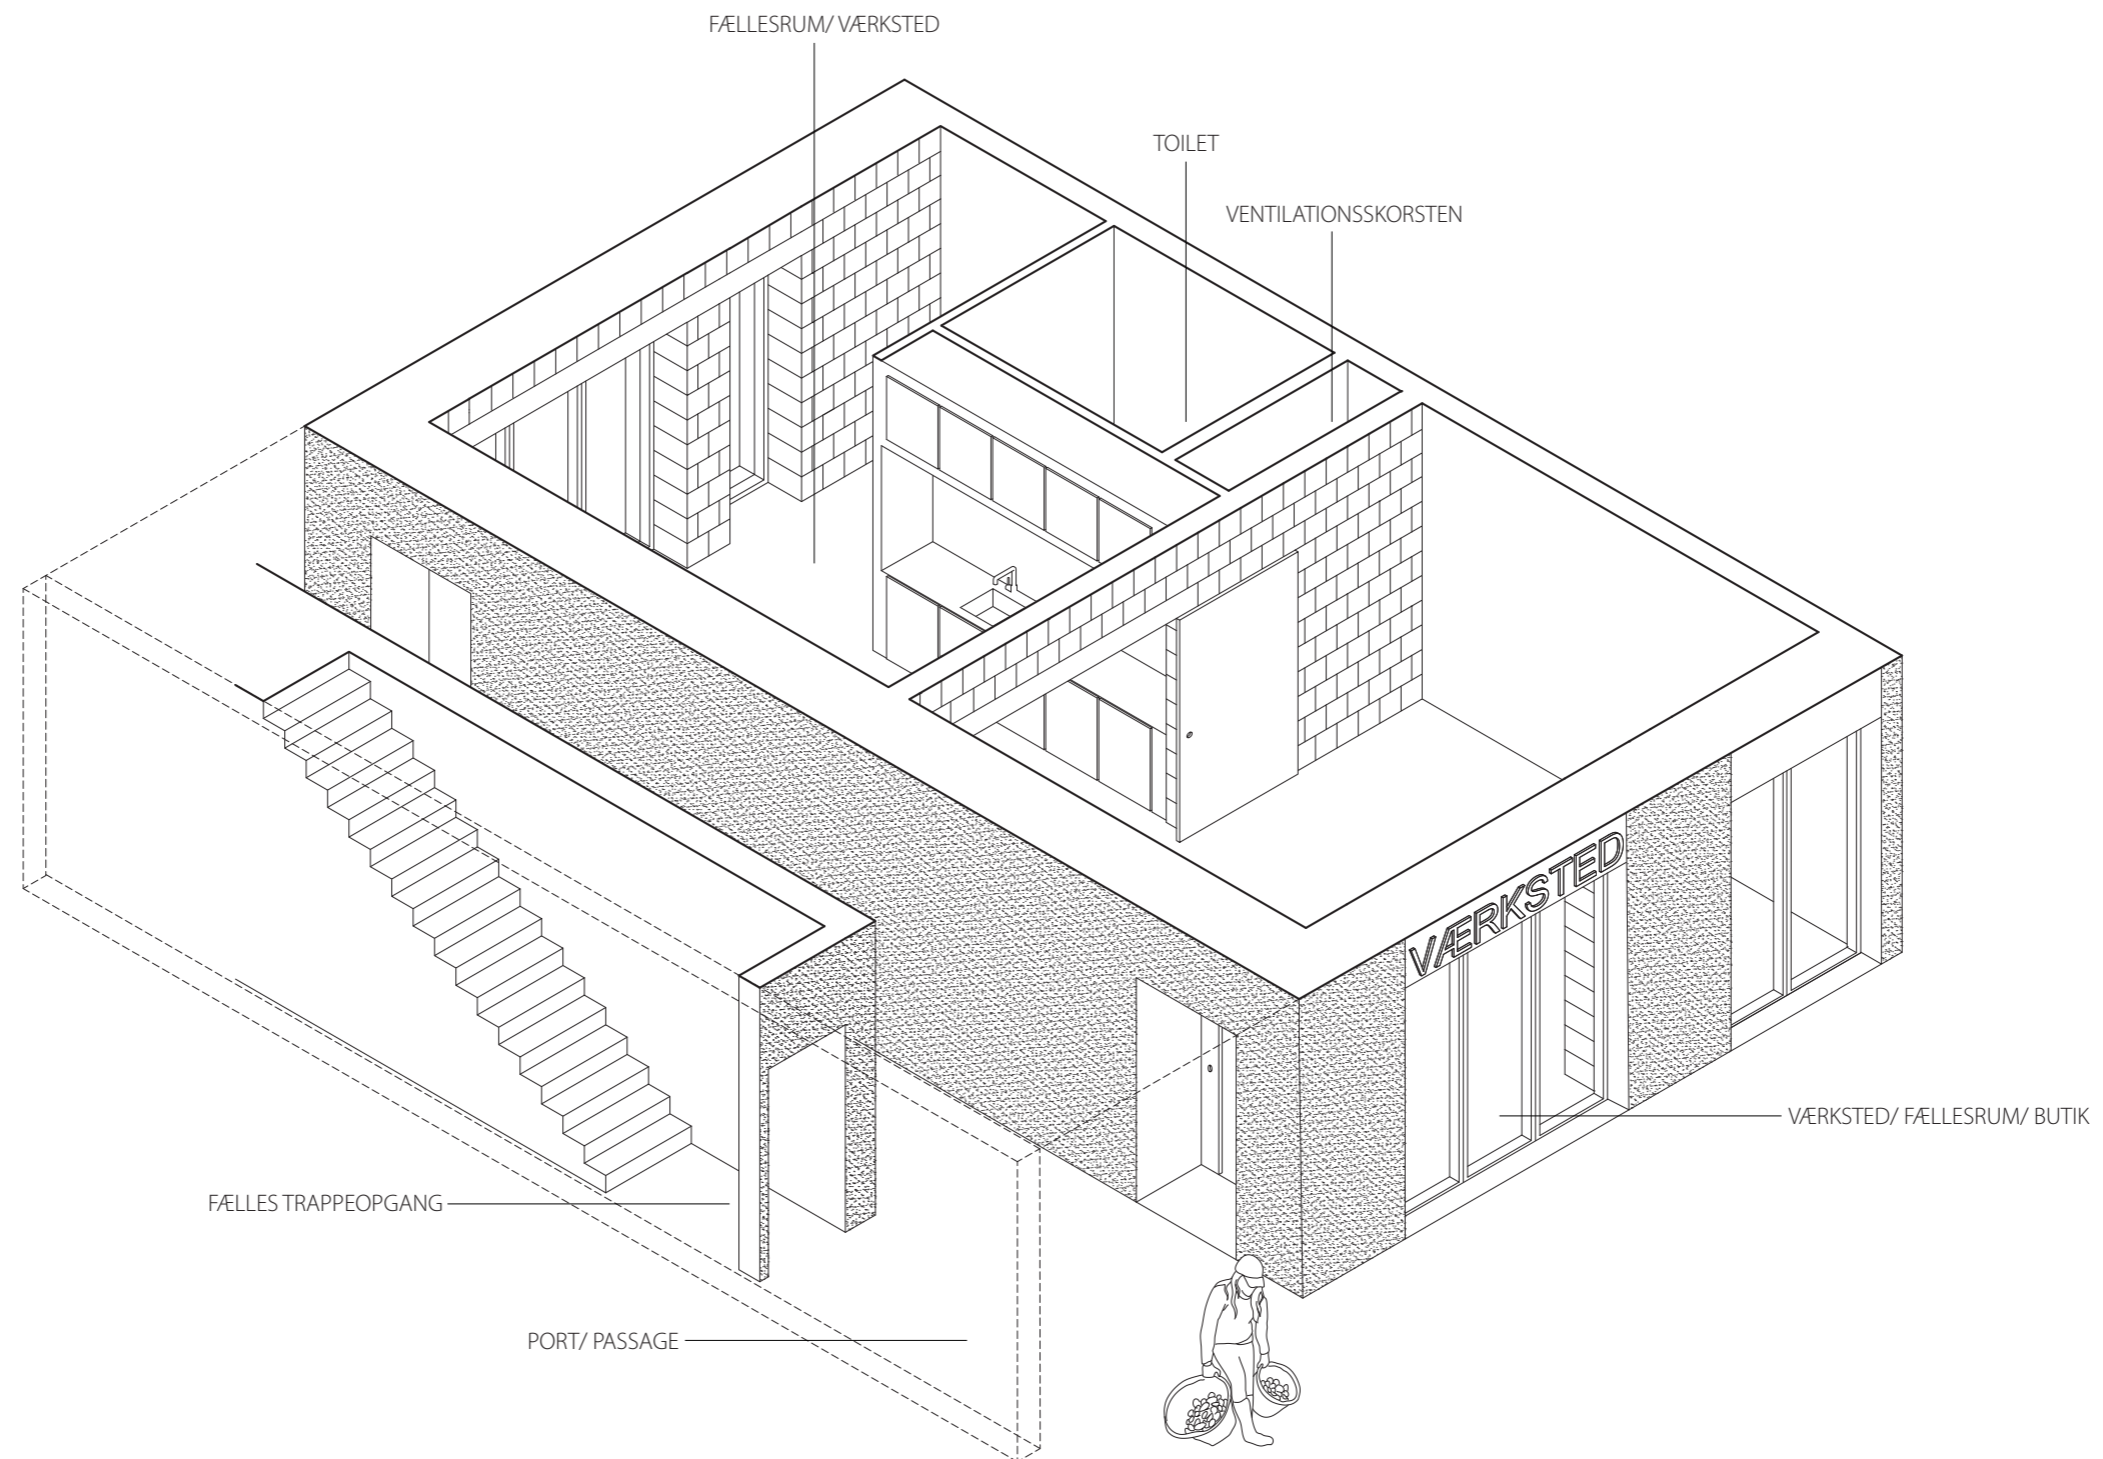 FÆLLESRUM/ VÆRKSTED
TOILET
VENTILATIONSSKORSTEN
VÆRKSTED
VÆRKSTED/ FÆLLESRUM/ BUTIK
FÆLLES TRAPPEOPGANG
PORT/ PASSAGE